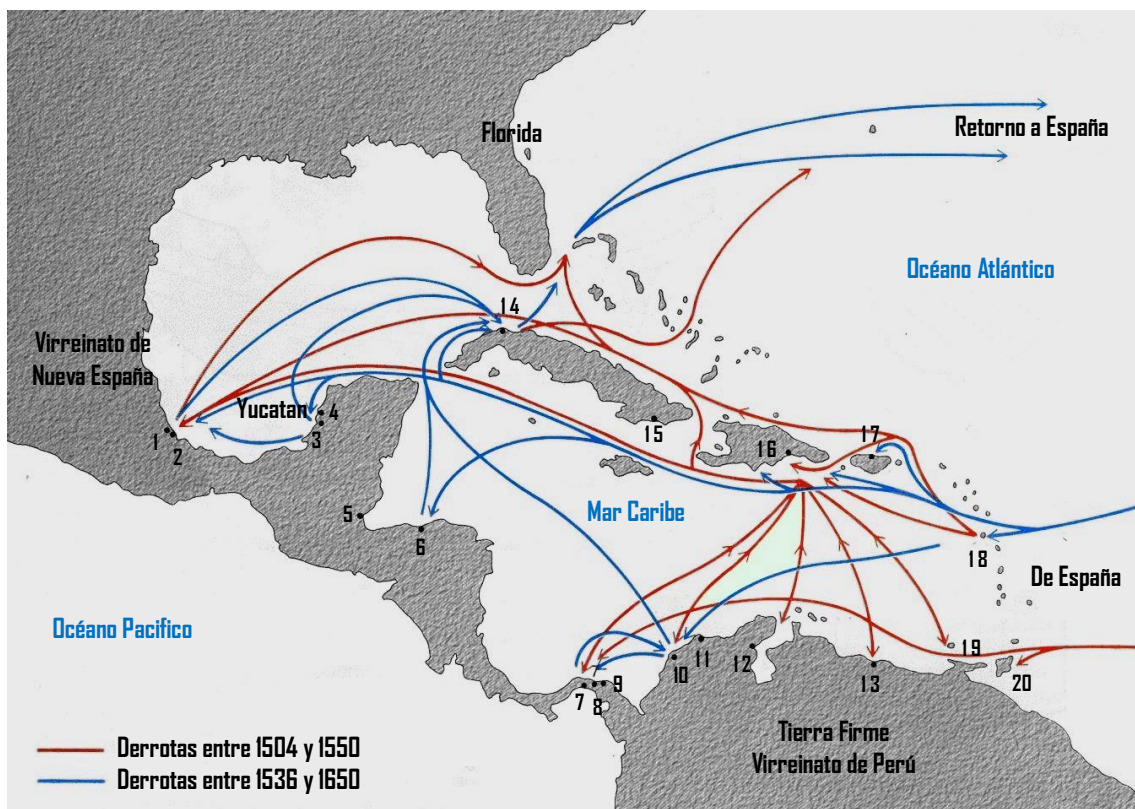 Florida
Retorno a España
Océano Atlántico
14
Virreinato de
Nueva España
Yucatan
4
3
1
2
15
16
17
5
6
Mar Caribe
18
De España
Océano Pacifico
19
20
11
12
10
13
9
7
8
Tierra Firme
Virreinato de Perú
Derrotas entre 1504 y 1550
Derrotas entre 1536 y 1650